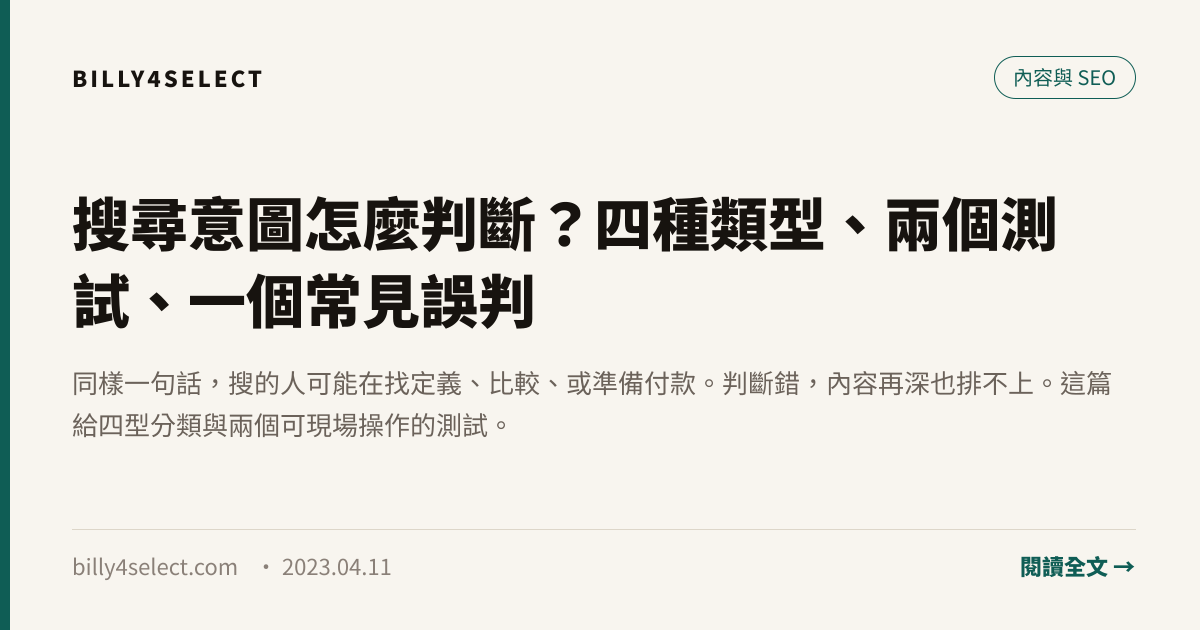 BILLY4SELECT
內容與 SEO
搜尋意圖怎麼判斷？四種類型、兩個測
試、一個常見誤判
同樣一句話，搜的人可能在找定義、比較、或準備付款。判斷錯，內容再深也排不上。這篇
給四型分類與兩個可現場操作的測試。
billy4select.com ・ 2023.04.11
閱讀全文 →